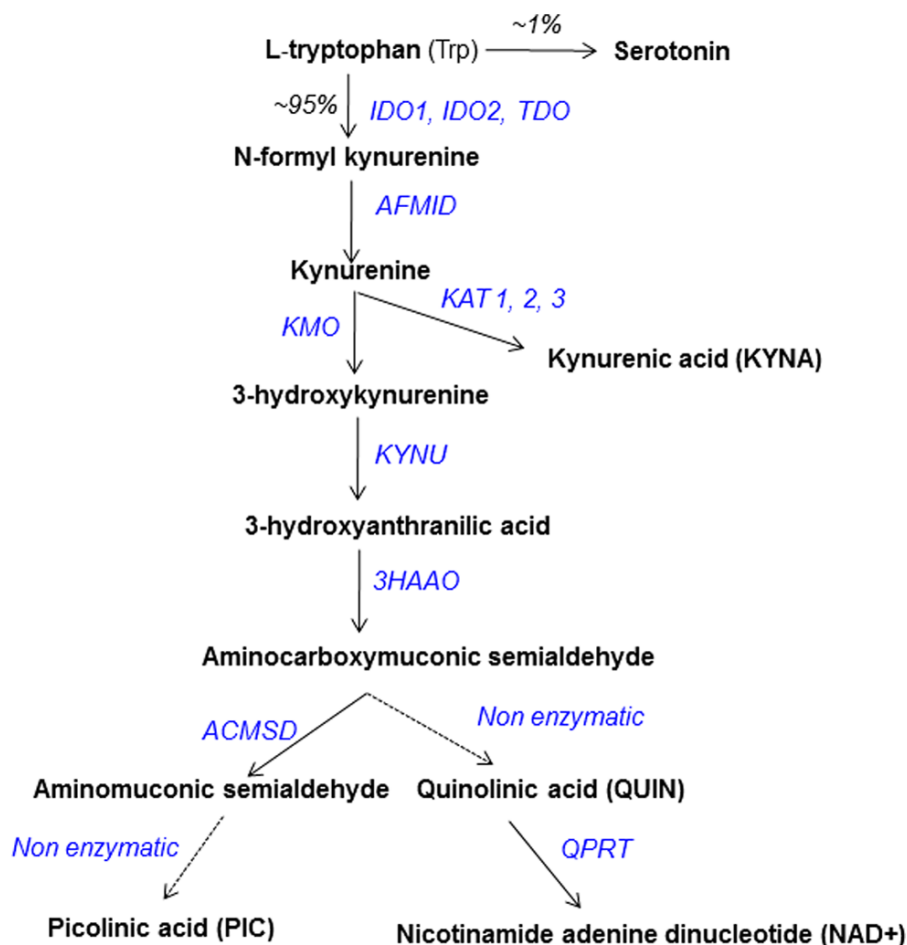 ~1%
L-tryptophan (Trp) Serotonin
~95% IDO1, IDO2, TDO
N-formyl kynurenine
AFMID
Kynurenine
KAT 1, 2, 3
KMO
Kynurenic acid (KYNA)
3-hydroxykynurenine
KYNU
3-hydroxyanthranilic acid
3HAAO
Aminocarboxymuconic semialdehyde
ACMSD Non enzymatic
Aminomuconic semialdehyde Quinolinic acid (QUIN)
Non enzymatic QPRT
Picolinic acid (PIC) Nicotinamide adenine dinucleotide (NAD+)